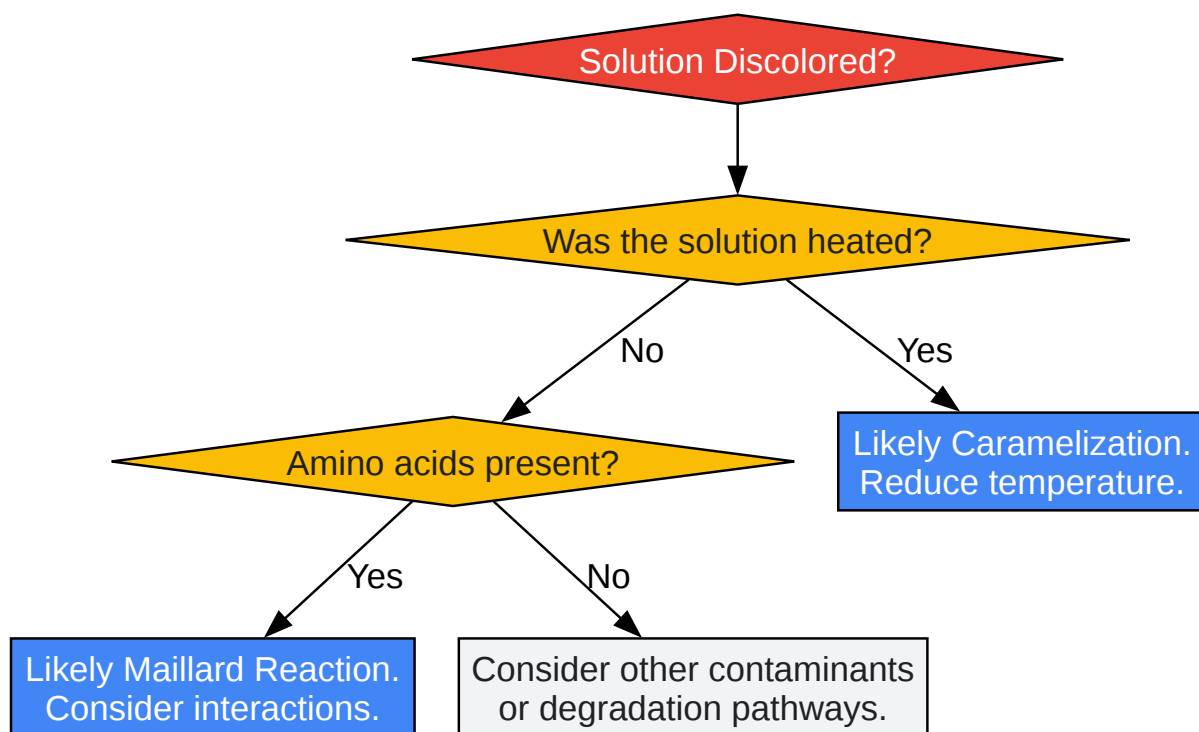 Solution Discolored?
Was the solution heated?
No
Yes
Amino acids present?
Likely Caramelization.
Reduce temperature.
Yes
No
Likely Maillard Reaction.
Consider interactions.
Consider other contaminants
or degradation pathways.